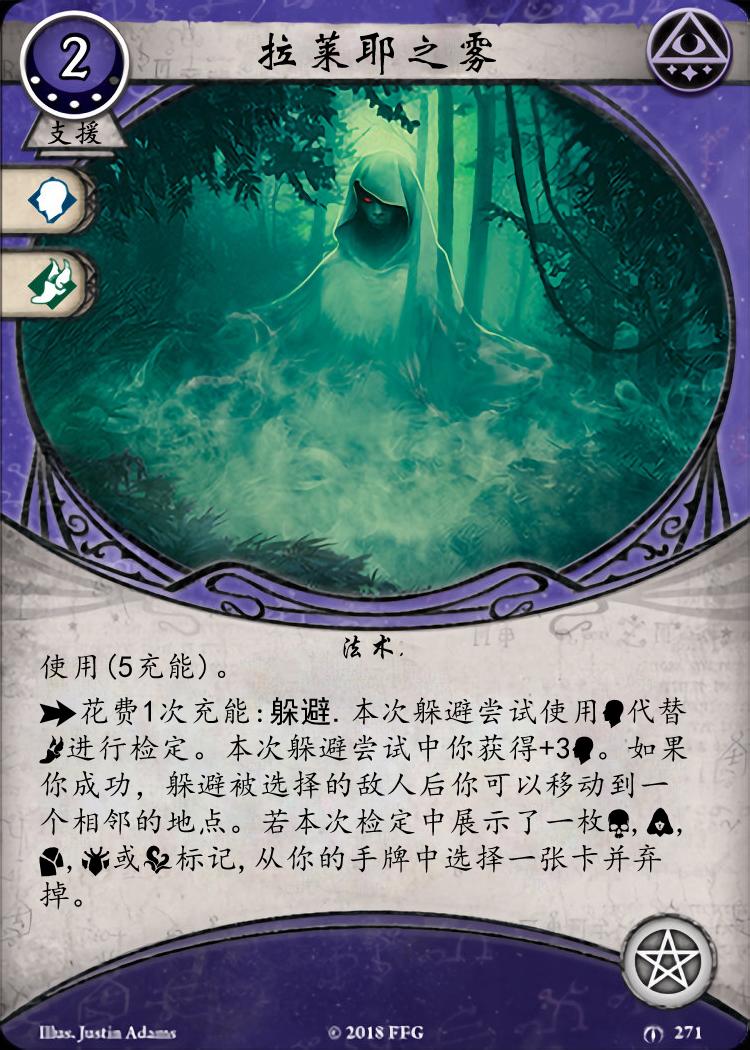 2
拉莱耶之雾
支援
法术.
使用(5充能)。
花费1次充能:躲避. 本次躲避尝试使用代替
进行检定。本次躲避尝试中你获得+3。如果
你成功, 躲避被选择的敌人后你可以移动到一
个相邻的地点。若本次检定中展示了一枚, ,
, 或标记, 从你的手牌中选择一张卡并弃
掉。
Illus. Justin Adams
© 2018 FFG
271